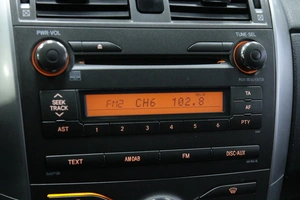 PWR·VOL
TUNE·SEL
SEEK
TRACK
FM2 CH6 102.8
TA
AF
AST
1 2 3 4 5 6
PTY
TEXT
AM·DAB
FM
DISC·AUX